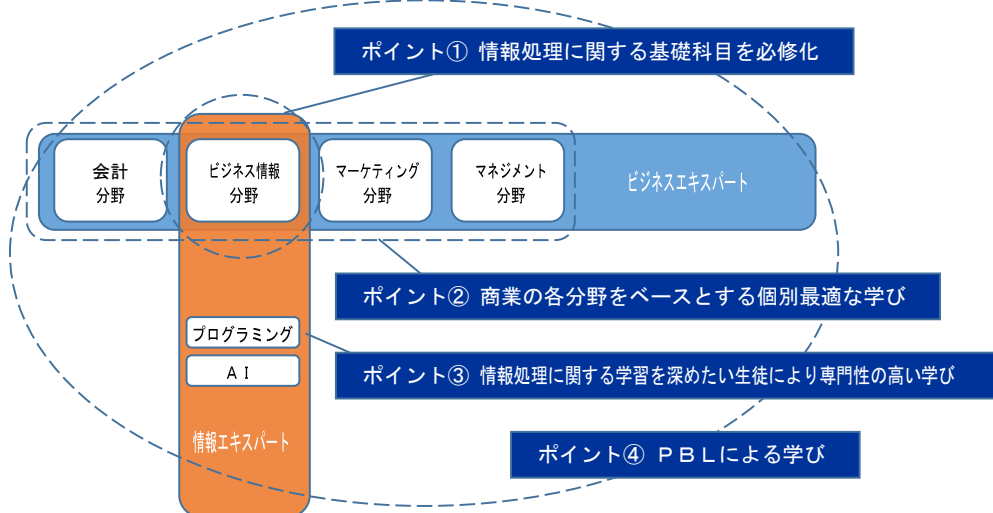 ポイント① 情報処理に関する基礎科目を必修化
会計
分野
ビジネス情報
分野
マーケティング
分野
マネジメント
分野
ビジネスエキスパート
ポイント② 商業の各分野をベースとする個別最適な学び
プログラミング
ＡＩ
ポイント③ 情報処理に関する学習を深めたい生徒により専門性の高い学び
情報エキスパート
ポイント④ ＰＢＬによる学び